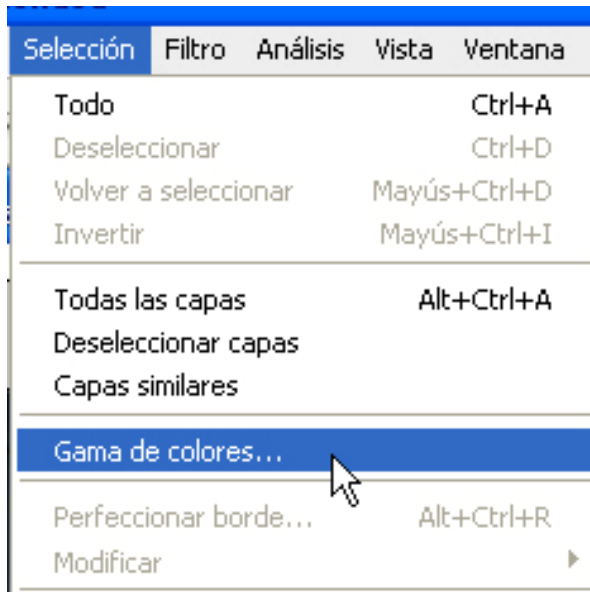 Selección Filtro Análisis Vista Ventana
Todo Ctrl+A
Deseleccionar Ctrl+D
Volver a seleccionar Mayús+Ctrl+D
Invertir Mayús+Ctrl+I
Todas las capas Alt+Ctrl+A
Deseleccionar capas
Capas similares
Gama de colores...
Perfeccionar borde... Alt+Ctrl+R
Modificar